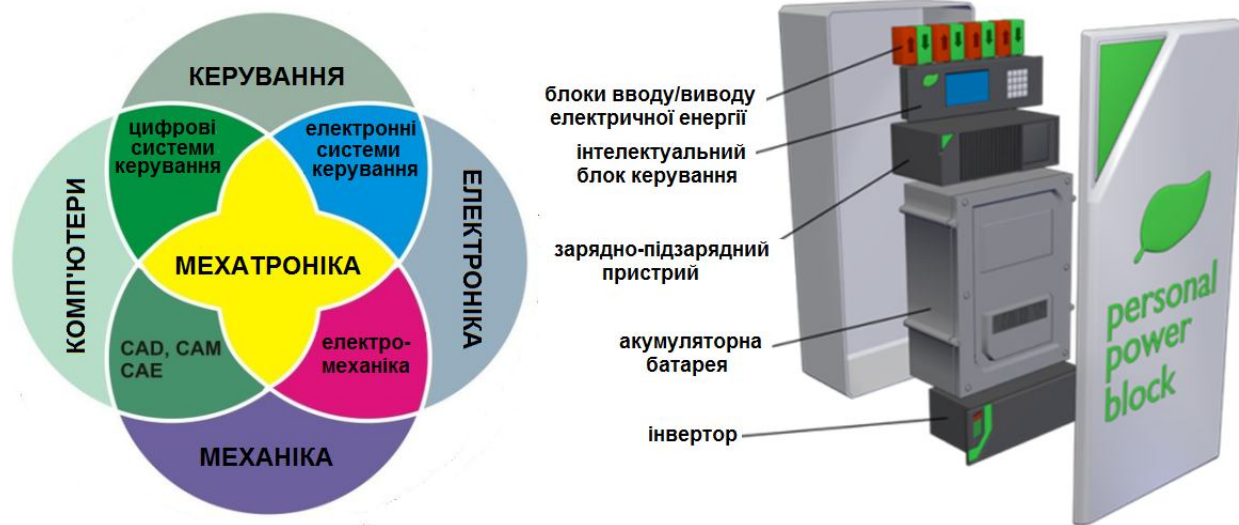 КЕРУВАННЯ
цифрові
системи
керування
електронні
системи
керування
КОМП'ЮТЕРИ
ЕЛЕКТРОНІКА
МЕХАТРОНІКА
CAD, CAM
CAE
електро-
механіка
МЕХАНІКА
блоки вводу/виводу
електричної енергії
інтелектуальний
блок керування
зарядно-підзарядний
пристрий
акумуляторна
батарея
інвертор
personal
power
block